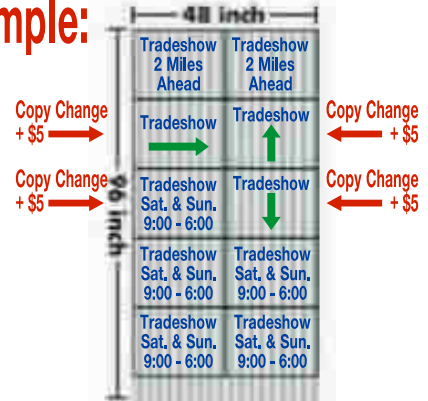 mple:
48 inch
96 inch
Tradeshow
2 Miles
Ahead
Tradeshow
2 Miles
Ahead
Copy Change
+ $5
Tradeshow
Tradeshow
Copy Change
+ $5
Copy Change
+ $5
Tradeshow
Sat. & Sun.
9:00 - 6:00
Tradeshow
Copy Change
+ $5
Tradeshow
Sat. & Sun.
9:00 - 6:00
Tradeshow
Sat. & Sun.
9:00 - 6:00
Tradeshow
Sat. & Sun.
9:00 - 6:00
Tradeshow
Sat. & Sun.
9:00 - 6:00